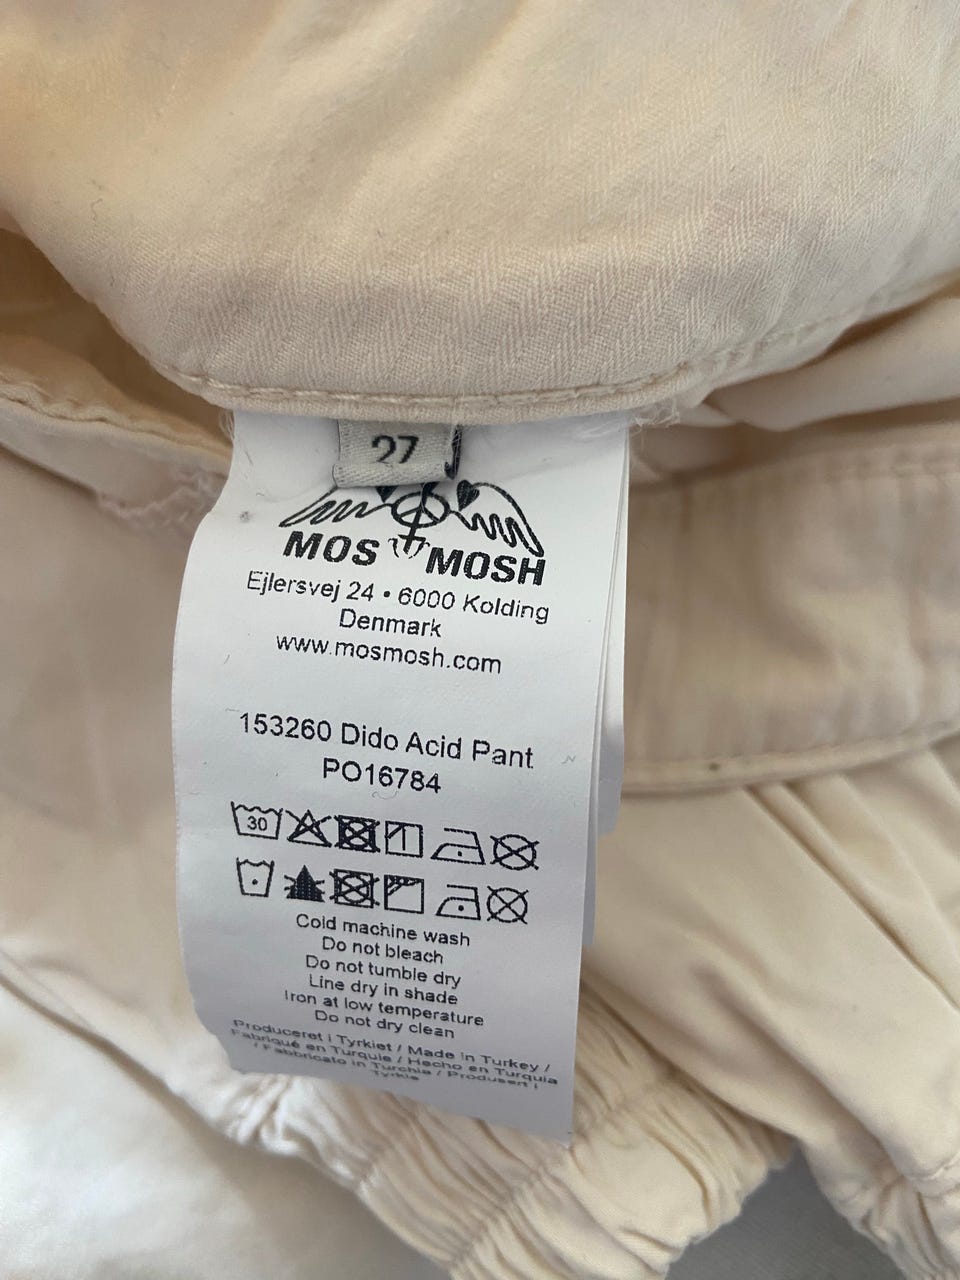 27
MOS MOSH
Ejlersvej 24 • 6000 Kolding
Denmark
www.mosmosh.com
153260 Dido Acid Pant
PO16784
30
Cold machine wash
Do not bleach
Do not tumble dry
Line dry in shade
Iron at low temperature
Do not dry clean
Produceret i Tyrkiet / Made In Turkey /
Fabriqué en Turquie / Hecho en Turquia
/ Fabbricato in Turchia / Produsert i
Tyrkia